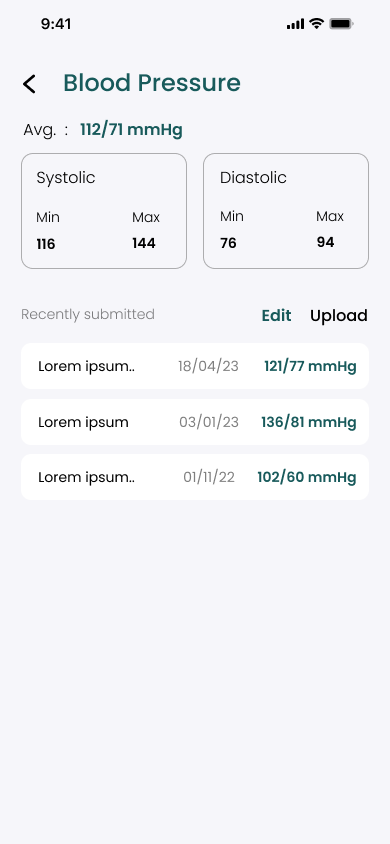 9:41
Blood Pressure
Avg. : 112/71 mmHg
Systolic
Min Max
116 144
Diastolic
Min Max
76 94
Recently submitted Edit Upload
Lorem ipsum.. 18/04/23 121/77 mmHg
Lorem ipsum 03/01/23 136/81 mmHg
Lorem ipsum.. 01/11/22 102/60 mmHg